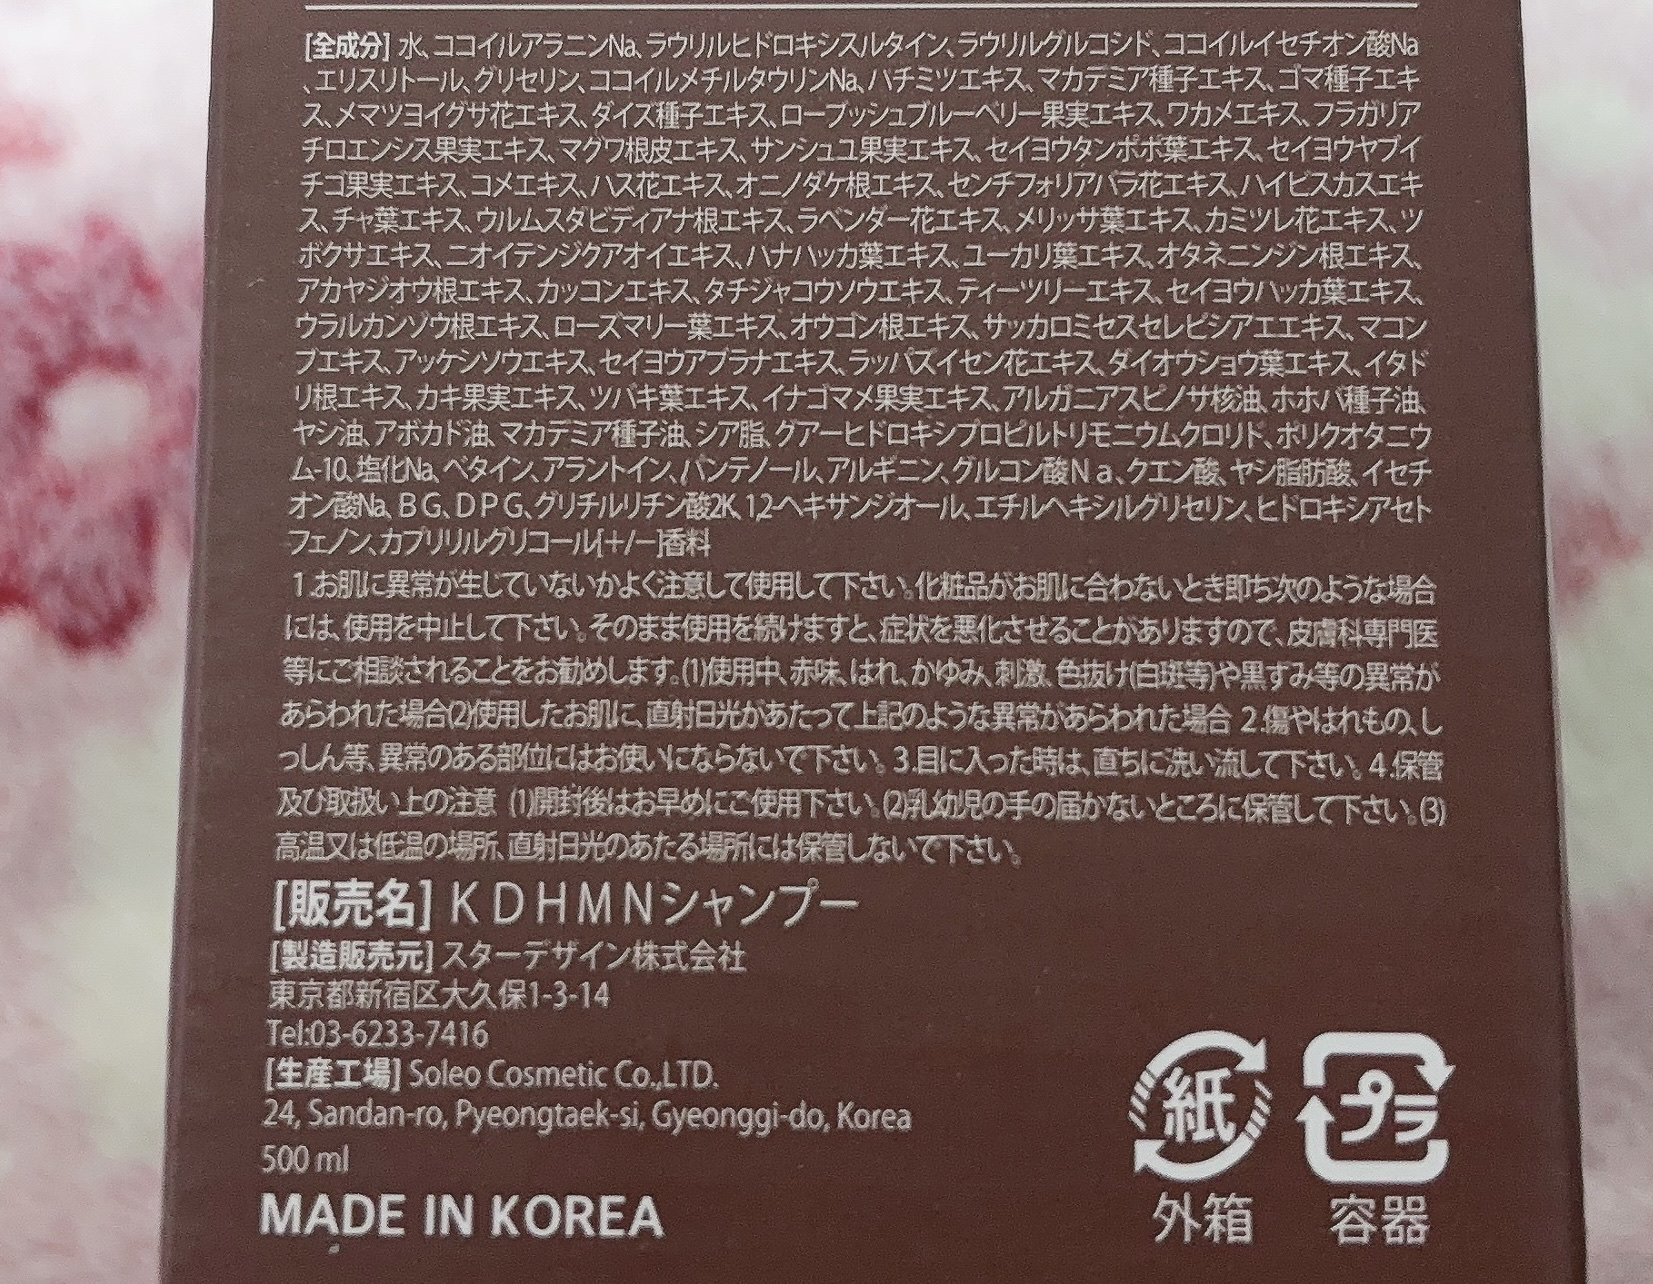 [全成分] 水、ココイルアラニンNa、ラウリルヒドロキシスルタイン、ラウリルグルコシド、ココイルイセチオン酸Na
、エリスリトール、グリセリン、ココイルメチルタウリンNa、ハチミツエキス、マカデミア種子エキス、ゴマ種子エキ
ス、メマツヨイグサ花エキス、ダイズ種子エキス、ローブッシュブルーベリー果実エキス、ワカメエキス、フラガリア
チロエンシス果実エキス、マグワ根皮エキス、サンシュユ果実エキス、セイヨウタンポポ葉エキス、セイヨウヤブイ
チゴ果実エキス、コメエキス、ハス花エキス、オニノダケ根エキス、センチフォリアバラ花エキス、ハイビスカスエキ
ス、チャ葉エキス、ウルムスダビディアナ根エキス、ラベンダー花エキス、メリッサ葉エキス、カミツレ花エキス、ツ
ボクサエキス、ニオイテンジクアオイエキス、ハナハッカ葉エキス、ユーカリ葉エキス、オタネニンジン根エキス、
アカヤジオウ根エキス、カッコンエキス、タチジャコウソウエキス、ティーツリーエキス、セイヨウハッカ葉エキス、
ウラルカンゾウ根エキス、ローズマリー葉エキス、オウゴン根エキス、サッカロミセスセレビシアエエキス、マコン
ブエキス、アッケシソウエキス、セイヨウアブラナエキス、ラッパズイセン花エキス、ダイオウショウ葉エキス、イタド
リ根エキス、カキ果実エキス、ツバキ葉エキス、イナゴマメ果実エキス、アルガニアスピノサ核油、ホホバ種子油、
ヤシ油、アボカド油、マカデミア種子油、シア脂、グアーヒドロキシプロピルトリモニウムクロリド、ポリクオタニウ
ム-10、塩化Na、ベタイン、アラントイン、パンテノール、アルギニン、グルコン酸Ｎａ、クエン酸、ヤシ脂肪酸、イセチ
オン酸Na、ＢＧ、ＤＰＧ、グリチルリチン酸2K、1,2-ヘキサンジオール、エチルヘキシルグリセリン、ヒドロキシアセト
フェノン、カプリリルグリコール[＋/－]香料
1.お肌に異常が生じていないかよく注意して使用して下さい。化粧品がお肌に合わないとき即ち次のような場合
には、使用を中止して下さい。そのまま使用を続けますと、症状を悪化させることがありますので、皮膚科専門医
等にご相談されることをお勧めします。(1)使用中、赤味、はれ、かゆみ、刺激、色抜け(白斑等)や黒ずみ等の異常が
あらわれた場合(2)使用したお肌に、直射日光があたって上記のような異常があらわれた場合 2.傷やはれもの、し
っしん等、異常のある部位にはお使いにならないで下さい。3.目に入った時は、直ちに洗い流して下さい。4.保管
及び取扱い上の注意 (1)開封後はお早めにご使用下さい。(2)乳幼児の手の届かないところに保管して下さい。(3)
高温又は低温の場所、直射日光のあたる場所には保管しないで下さい。
[販売名] ＫＤＨＭＮシャンプー
[製造販売元] スターデザイン株式会社
東京都新宿区大久保1-3-14
Tel:03-6233-7416
[生産工場] Soleo Cosmetic Co.,LTD.
24, Sandan-ro, Pyeongtaek-si, Gyeonggi-do, Korea
500 ml
MADE IN KOREA
紙
外箱
プラ
容器